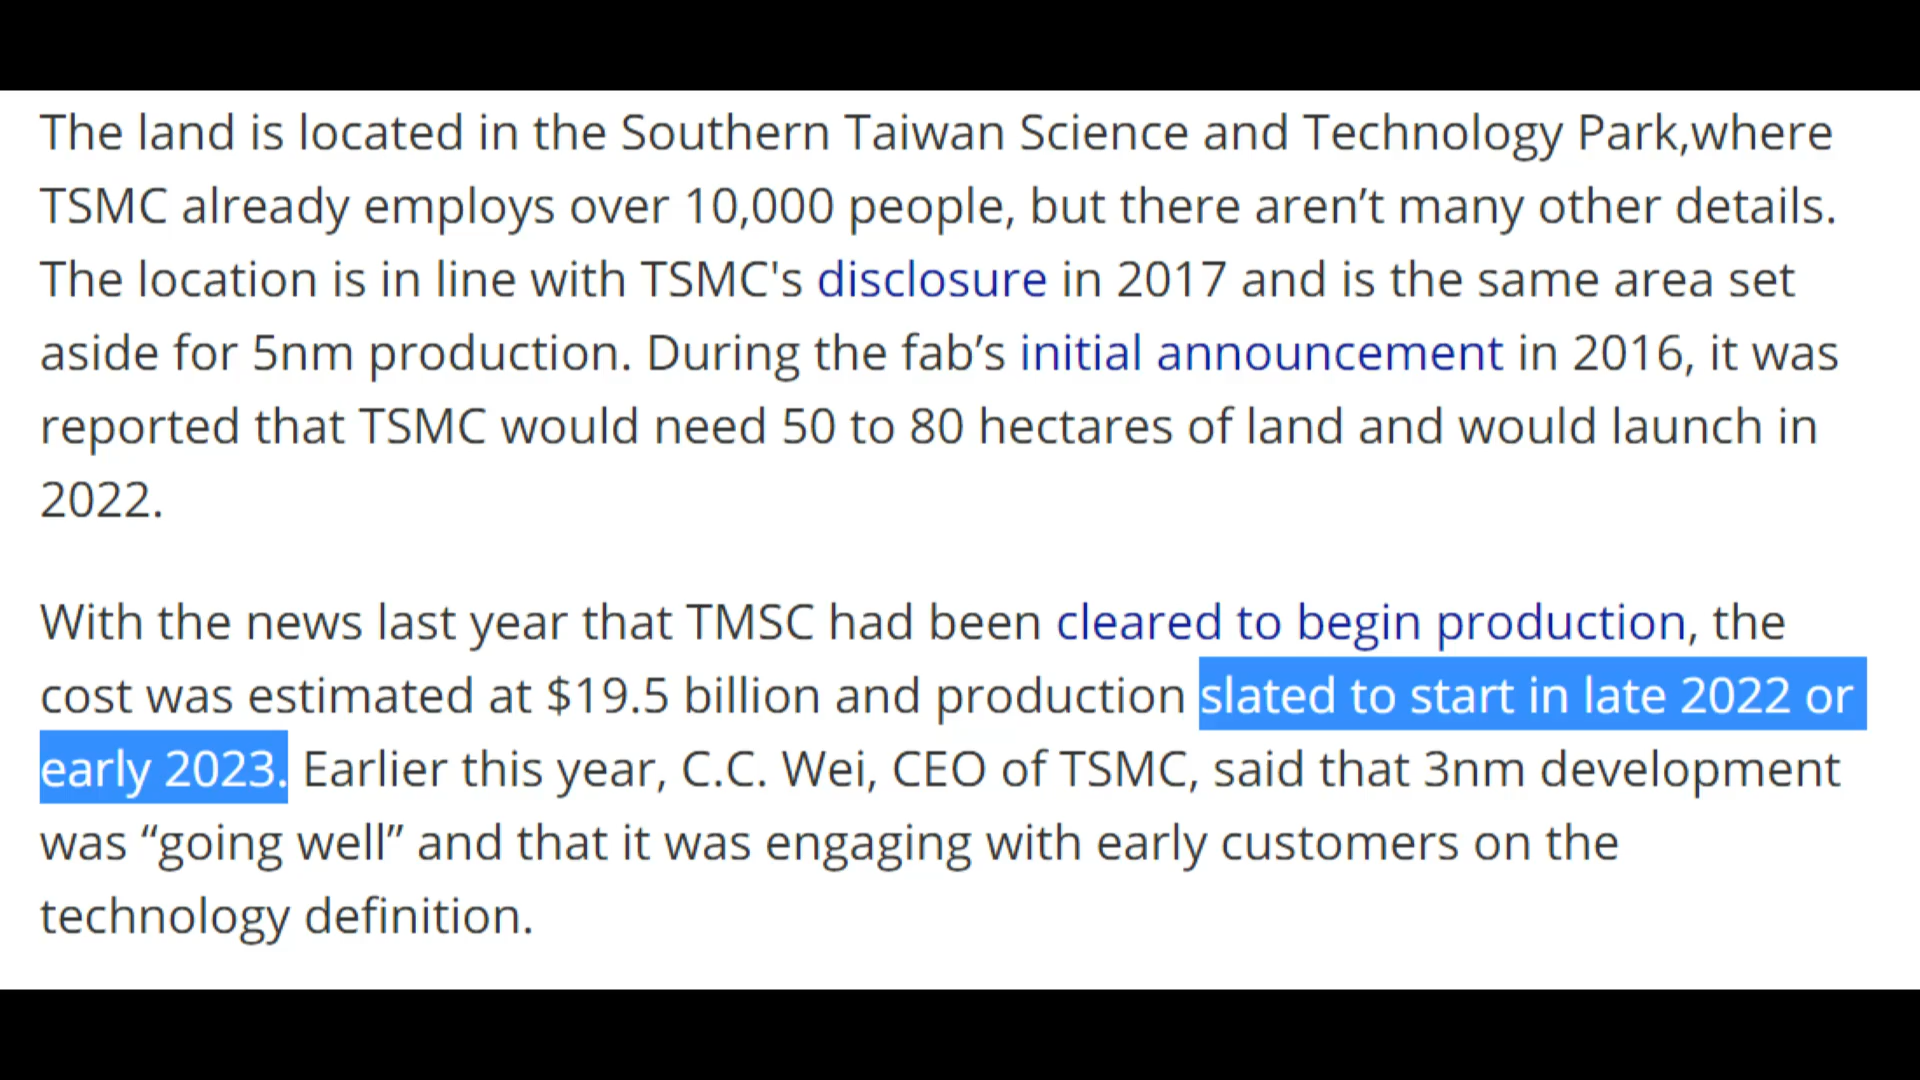 The land is located in the Southern Taiwan Science and Technology Park,where
TSMC already employs over 10,000 people, but there aren’t many other details.
The location is in line with TSMC's disclosure in 2017 and is the same area set
aside for 5nm production. During the fab’s initial announcement in 2016, it was
reported that TSMC would need 50 to 80 hectares of land and would launch in
2022.
With the news last year that TMSC had been cleared to begin production, the
cost was estimated at $19.5 billion and production slated to start in late 2022 or
early 2023. Earlier this year, C.C. Wei, CEO of TSMC, said that 3nm development
was “going well” and that it was engaging with early customers on the
technology definition.